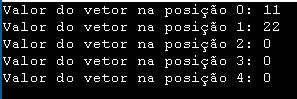 Valor do vetor na posição 0: 11
Valor do vetor na posição 1: 22
Valor do vetor na posição 2: 0
Valor do vetor na posição 3: 0
Valor do vetor na posição 4: 0